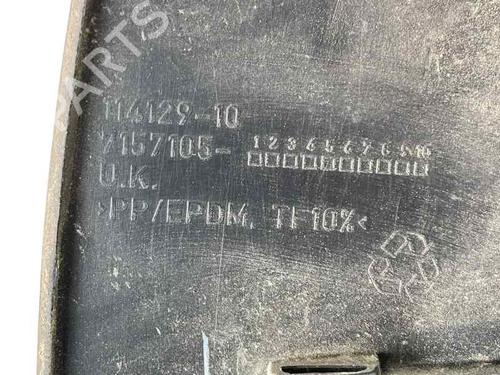 PARTS
114129-10
7157105-
1 2 3 4 5 6 7 8 9 10
U.K.
>PP/EPDM. TF10%<